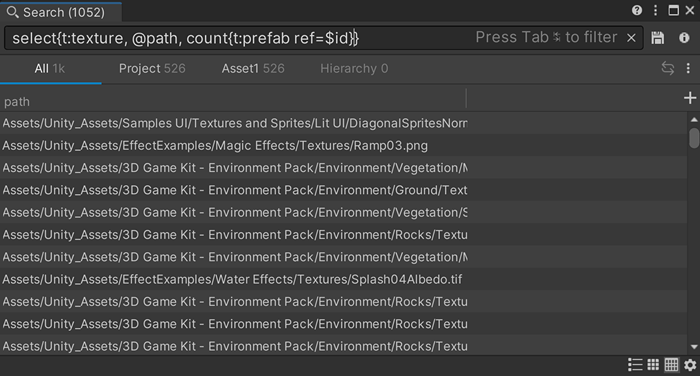 Search (1052)
select{t:texture, @path, count{t:prefab ref=$id}}
Press Tab to filter
All 1k Project 526 Asset1 526 Hierarchy 0
path
Assets/Unity_Assets/Samples UI/Textures and Sprites/Lit UI/DiagonalSpritesNorn
Assets/Unity_Assets/EffectExamples/Magic Effects/Textures/Ramp03.png
Assets/Unity_Assets/3D Game Kit - Environment Pack/Environment/Vegetation/M
Assets/Unity_Assets/3D Game Kit - Environment Pack/Environment/Ground/Text
Assets/Unity_Assets/3D Game Kit - Environment Pack/Environment/Vegetation/S
Assets/Unity_Assets/3D Game Kit - Environment Pack/Environment/Rocks/Textu
Assets/Unity_Assets/3D Game Kit - Environment Pack/Environment/Vegetation/M
Assets/Unity_Assets/EffectExamples/Water Effects/Textures/Splash04Albedo.tif
Assets/Unity_Assets/3D Game Kit - Environment Pack/Environment/Rocks/Textu
Assets/Unity_Assets/3D Game Kit - Environment Pack/Environment/Rocks/Textu
Assets/Unity_Assets/3D Game Kit - Environment Pack/Environment/Rocks/Textu